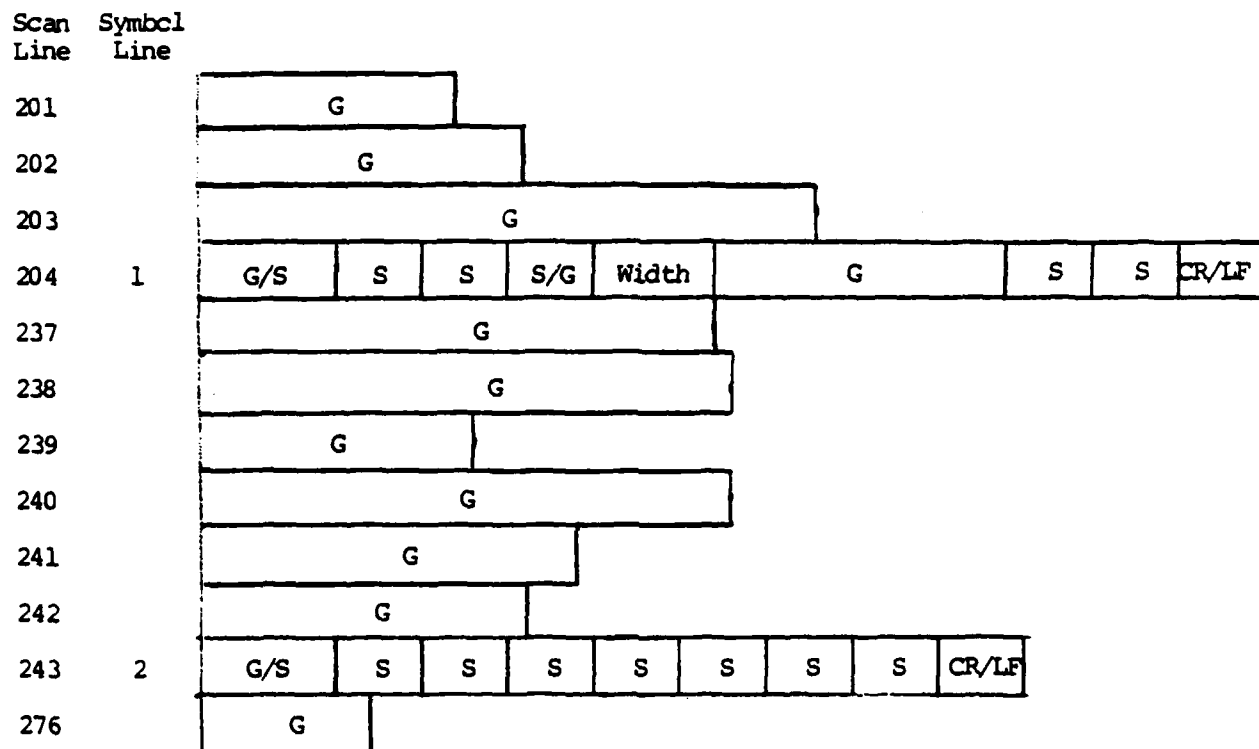 Scan Symbcl
Line Line
201 G
202 G
203 G
204 1 G/S S S S/G Width G S S CR/LF
237 G
238 G
239 G
240 G
241 G
242 G
243 2 G/S S S S S S S S CR/LF
276 G